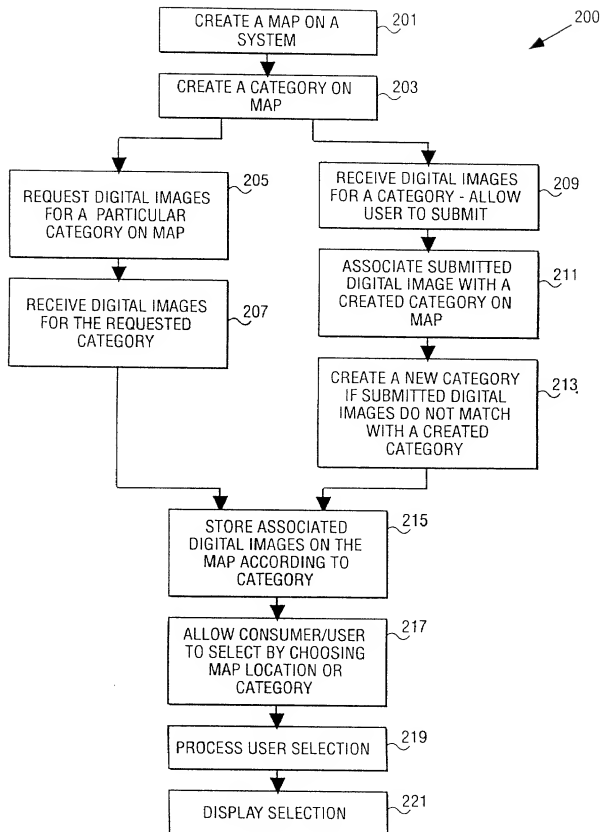 200
CREATE A MAP ON A
SYSTEM
201
CREATE A CATEGORY ON
MAP
203
REQUEST DIGITAL IMAGES
FOR A PARTICULAR
CATEGORY ON MAP
205
RECEIVE DIGITAL IMAGES
FOR THE REQUESTED
CATEGORY
207
RECEIVE DIGITAL IMAGES
FOR A CATEGORY - ALLOW
USER TO SUBMIT
209
ASSOCIATE SUBMITTED
DIGITAL IMAGE WITH A
CREATED CATEGORY ON
MAP
211
CREATE A NEW CATEGORY
IF SUBMITTED DIGITAL
IMAGES DO NOT MATCH
WITH A CREATED
CATEGORY
213
STORE ASSOCIATED
DIGITAL IMAGES ON THE
MAP ACCORDING TO
CATEGORY
215
ALLOW CONSUMER/USER
TO SELECT BY CHOOSING
MAP LOCATION OR
CATEGORY
217
PROCESS USER SELECTION
219
DISPLAY SELECTION
221